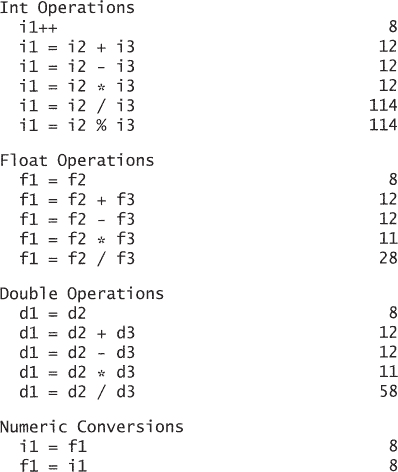 Int Operations
i1++ 8
i1 = i2 + i3 12
i1 = i2 - i3 12
i1 = i2 * i3 12
i1 = i2 / i3 114
i1 = i2 % i3 114
Float Operations
f1 = f2 8
f1 = f2 + f3 12
f1 = f2 - f3 12
f1 = f2 * f3 11
f1 = f2 / f3 28
Double Operations
d1 = d2 8
d1 = d2 + d3 12
d1 = d2 - d3 12
d1 = d2 * d3 11
d1 = d2 / d3 58
Numeric Conversions
i1 = f1 8
f1 = i1 8